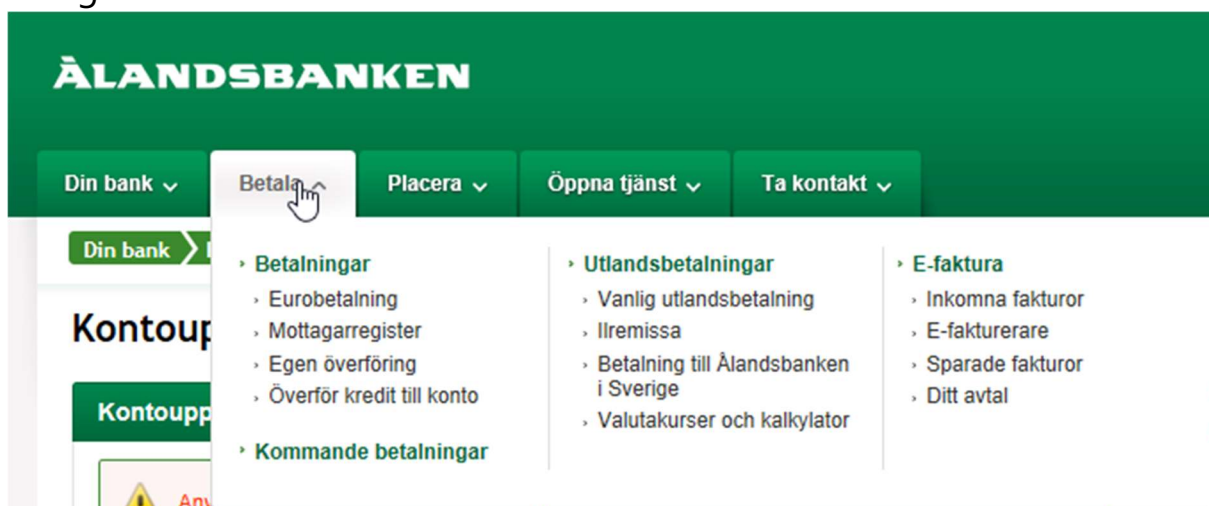 ÅLANDSBANKEN
Din bank Betala Placera Öppna tjänst Ta kontakt
Din bank
Betalningar
Eurobetalning
Mottagarregister
Egen överföring
Överför kredit till konto
Kommande betalningar
Utlandsbetalningar
Vanlig utlandsbetalning
Ilremissa
Betalning till Ålandsbanken
i Sverige
Valutakurser och kalkylator
E-faktura
Inkomna fakturor
E-fakturerare
Sparade fakturor
Ditt avtal
Kontoup
Kontoupp